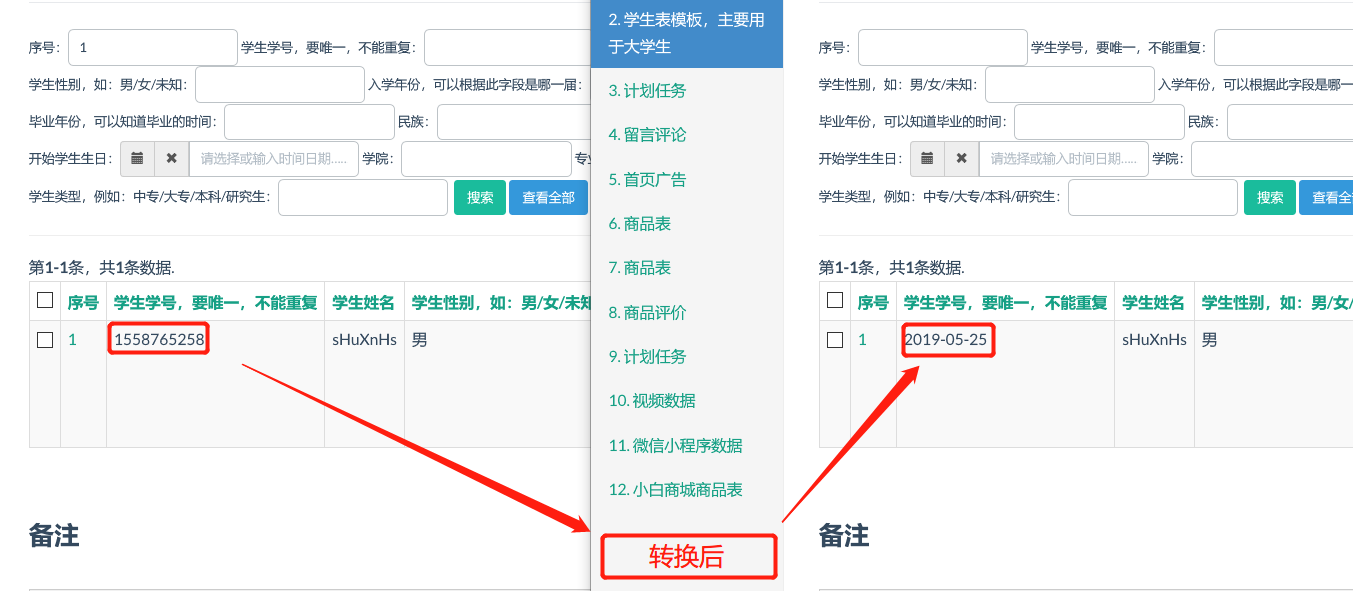 序号： 1 学生学号，要唯一，不能重复：
学生性别，如：男/女/未知： 入学年份，可以根据此字段是哪一届：
毕业年份，可以知道毕业的时间： 民族：
开始学生生日： 请选择或输入时间日期..... 学院： 专业
学生类型，例如：中专/大专/本科/研究生： 搜索 查看全部
第1-1条，共1条数据.
序号 学生学号，要唯一，不能重复 学生姓名 学生性别，如：男/女/未知
1 1558765258 sHuXnHs 男
备注
2. 学生表模板，主要用
于大学生
3. 计划任务
4. 留言评论
5. 首页广告
6. 商品表
7. 商品表
8. 商品评价
9. 计划任务
10. 视频数据
11. 微信小程序数据
12. 小白商城商品表
转换后
序号： 学生学号，要唯一，不能重复：
学生性别，如：男/女/未知： 入学年份，可以根据此字段是哪一
毕业年份，可以知道毕业的时间： 民族：
开始学生生日： 请选择或输入时间日期..... 学院：
学生类型，例如：中专/大专/本科/研究生： 搜索 查看全
第1-1条，共1条数据.
序号 学生学号，要唯一，不能重复 学生姓名 学生性别，如：男/女/
1 2019-05-25 sHuXnHs 男
备注